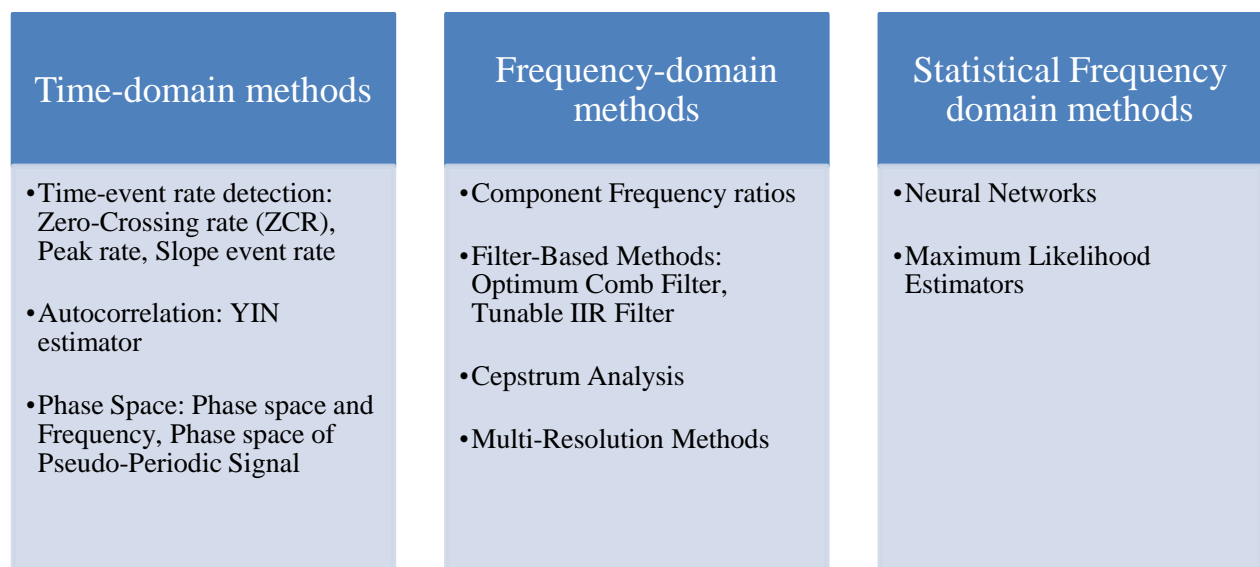 Time-domain methods
•Time-event rate detection:
Zero-Crossing rate (ZCR),
Peak rate, Slope event rate
•Autocorrelation: YIN
estimator
•Phase Space: Phase space and
Frequency, Phase space of
Pseudo-Periodic Signal
Frequency-domain
methods
•Component Frequency ratios
•Filter-Based Methods:
Optimum Comb Filter,
Tunable IIR Filter
•Cepstrum Analysis
•Multi-Resolution Methods
Statistical Frequency
domain methods
•Neural Networks
•Maximum Likelihood
Estimators